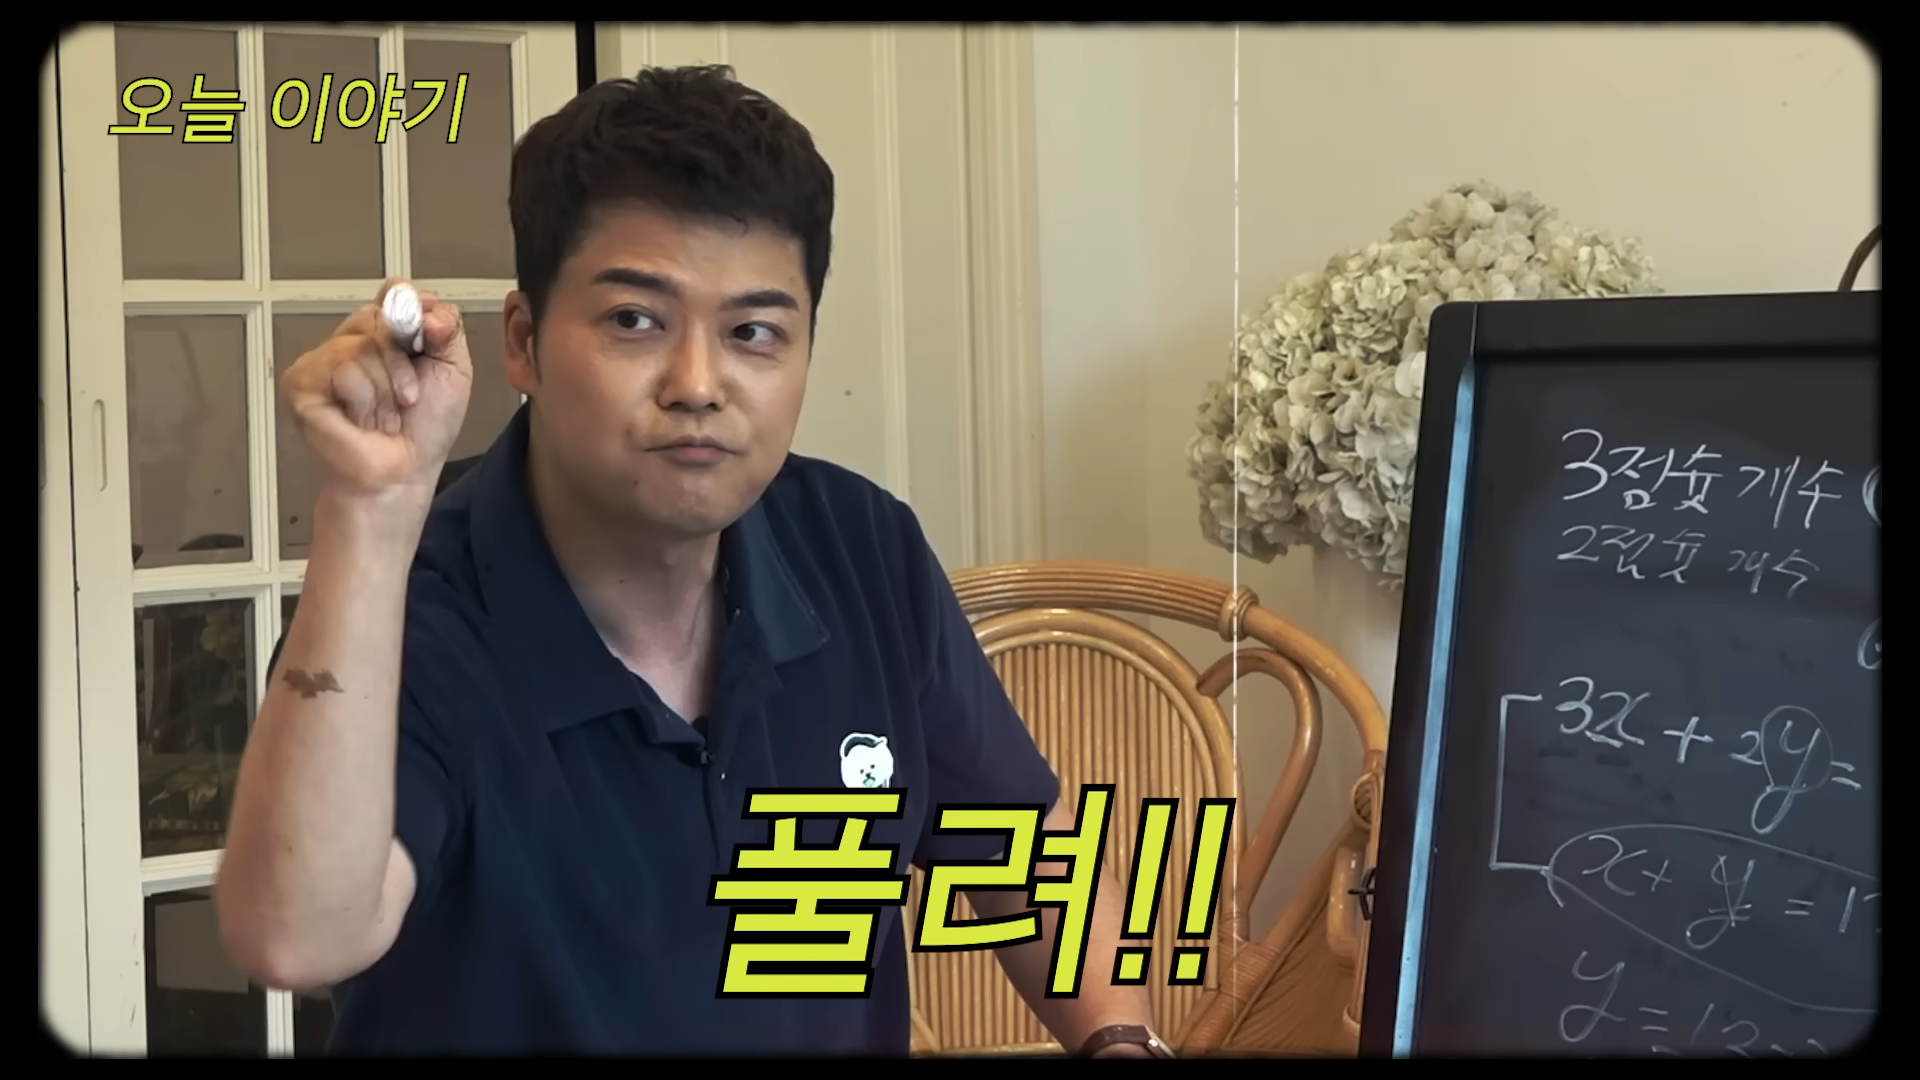 오늘 이야기
3점슛 개수
2점슛 개수
3x + 2y =
x + y = 1
y = 13
풀려!!